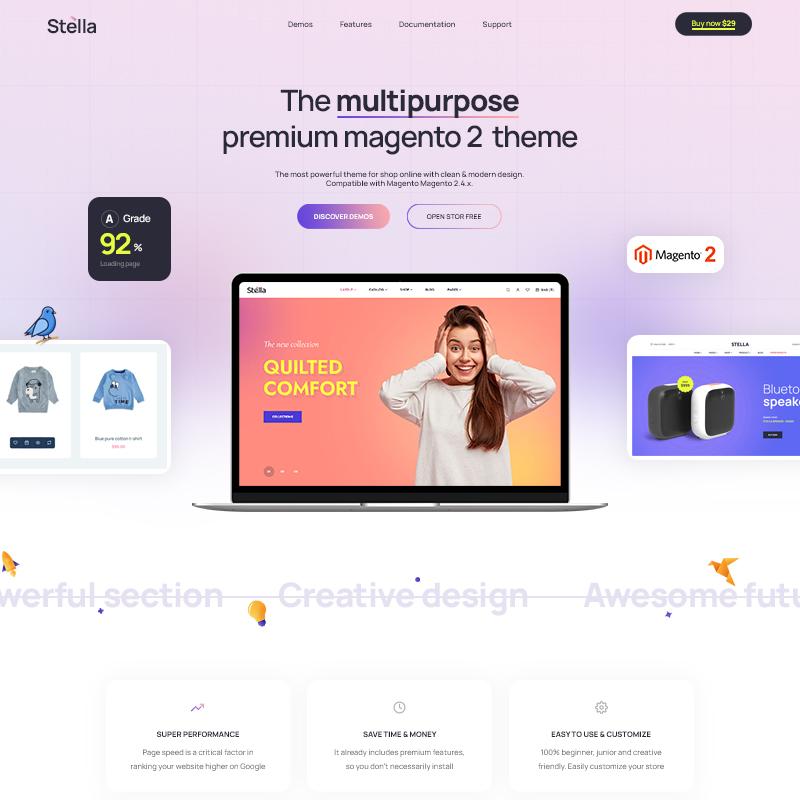 Stella
Demos
Features
Documentation
Support
Buy now $29
The multipurpose
premium magento 2 theme
The most powerful theme for shop online with clean & modern design.
Compatible with Magento Magento 2.4.x.
DISCOVER DEMOS
OPEN STOR FREE
A Grade
92 %
Loading page
Magento 2
Stella
The new collection
QUILTED
COMFORT
Blue pure cotton t-shirt
STELLA
Blueto
speake
werful section
Creative design
Awesome futu
SUPER PERFORMANCE
Page speed is a critical factor in
ranking your website higher on Google
SAVE TIME & MONEY
It already includes premium features,
so you don't necessarily install
EASY TO USE & CUSTOMIZE
100% beginner, junior and creative
friendly. Easily customize your store